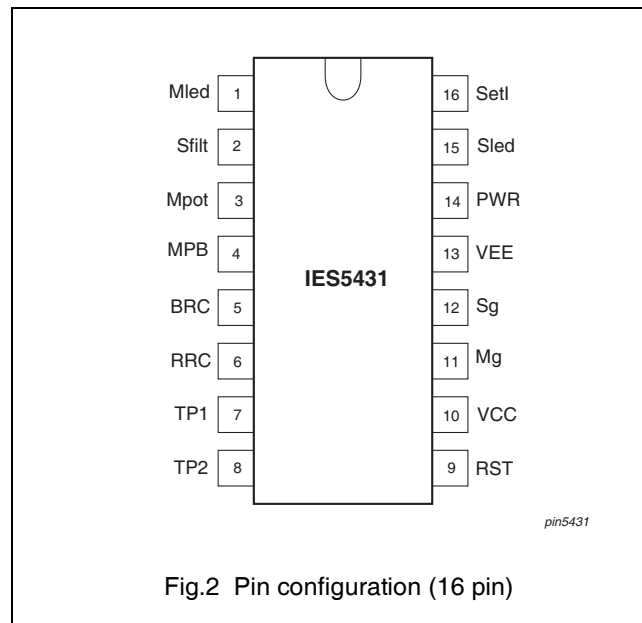 Mled 1 16 SetI
Sfilt 2 15 Sled
Mpot 3 14 PWR
MPB 4 13 VEE
IES5431
BRC 5 12 Sg
RRC 6 11 Mg
TP1 7 10 VCC
TP2 8 9 RST
pin5431
Fig.2 Pin configuration (16 pin)